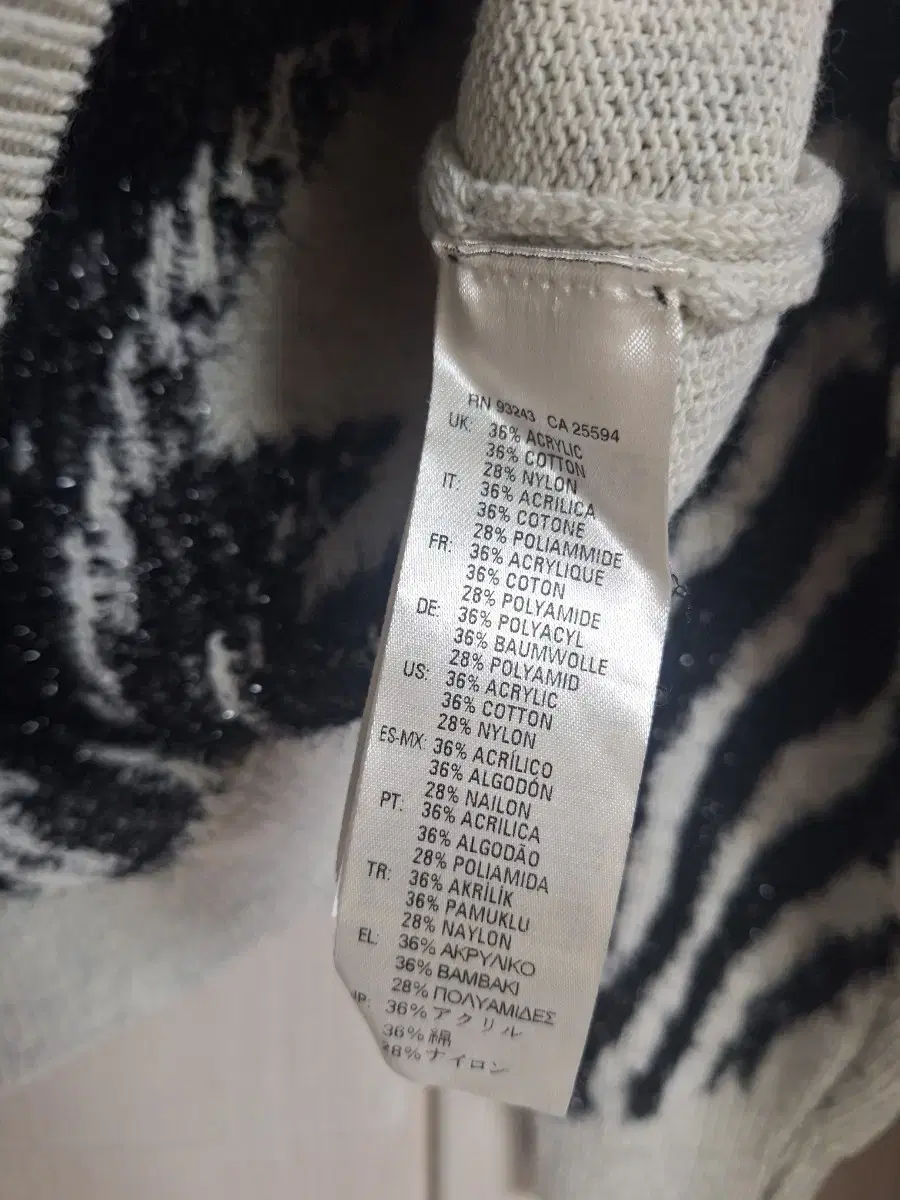 RN 93243 CA 25594
UK: 36% ACRYLIC
36% COTTON
28% NYLON
IT: 36% ACRILICA
36% COTONE
28% POLIAMMIDE
FR: 36% ACRYLIQUE
36% COTON
28% POLYAMIDE
DE: 36% POLYACYL
36% BAUMWOLLE
28% POLYAMID
US: 36% ACRYLIC
36% COTTON
28% NYLON
ES-MX: 36% ACRÍLICO
36% ALGODÓN
28% NAILON
PT: 36% ACRILICA
36% ALGODÃO
28% POLIAMIDA
TR: 36% AKRİLİK
36% PAMUKLU
28% NAYLON
EL: 36% ΑΚΡΥΛΙΚΟ
36% ΒΑΜΒΑΚΙ
28% ΠΟΛΥΑΜΙΔΕΣ
JP: 36% アクリル
36% 綿
28% ナイロン